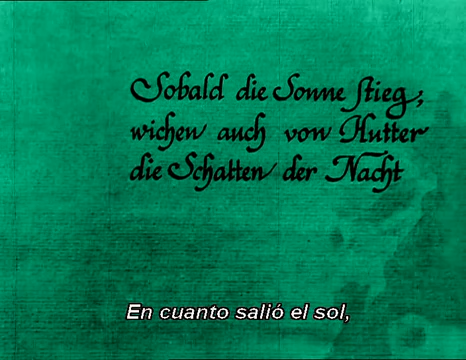 Sobald die Sonne stieg,
wichen auch von Hutter
die Schatten der Nacht
En cuanto salió el sol,